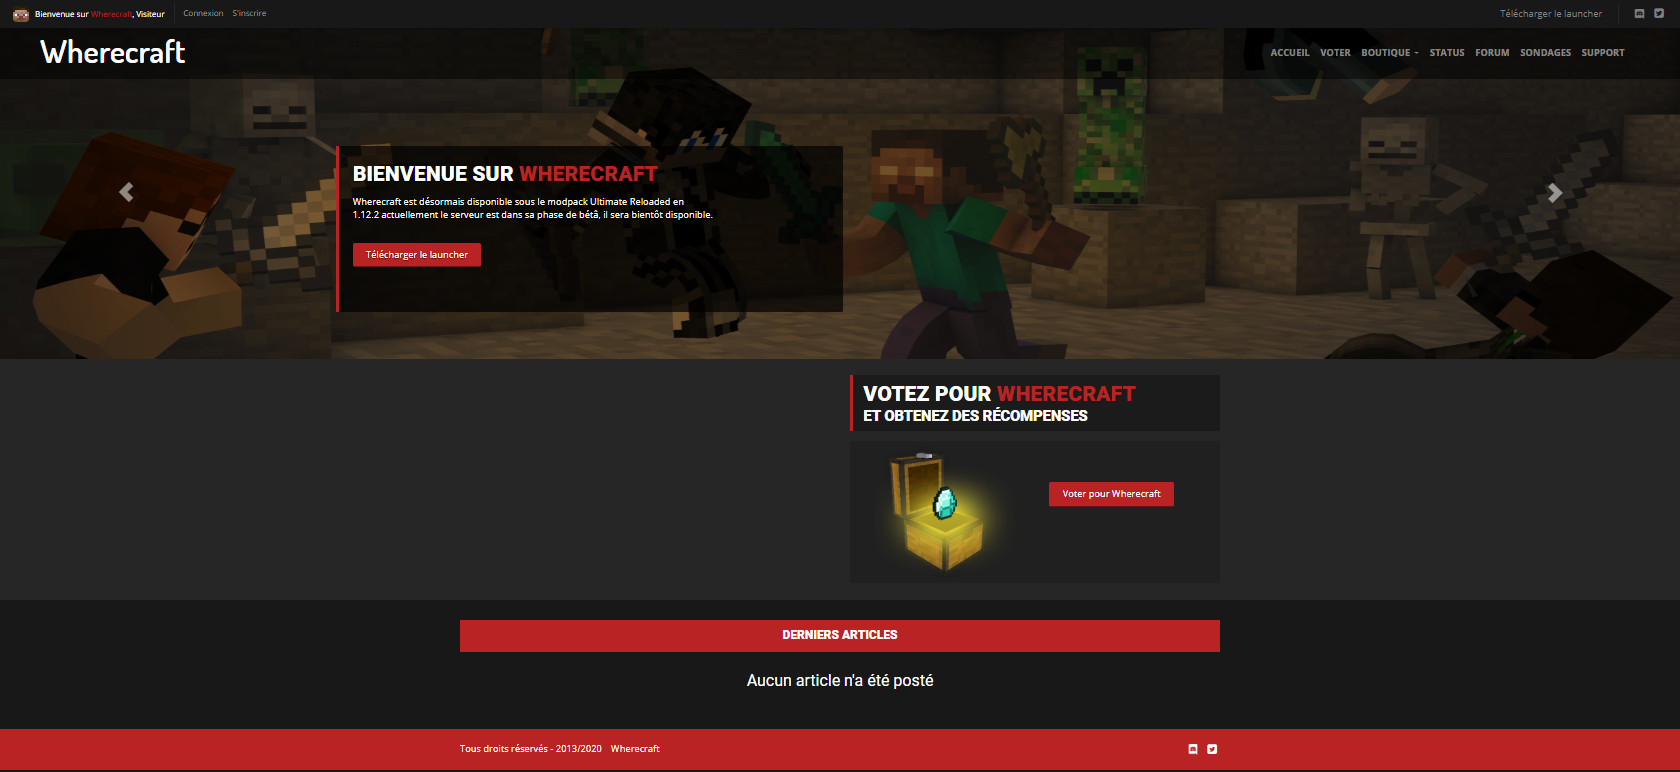 Bienvenue sur Wherecraft, Visiteur
Connexion
S'inscrire
Télécharger le launcher
Wherecraft
ACCUEIL
VOTER
BOUTIQUE
STATUS
FORUM
SONDAGES
SUPPORT
BIENVENUE SUR WHERECRAFT
Wherecraft est désormais disponible sous le modpack Ultimate Reloaded en
1.12.2 actuellement le serveur est dans sa phase de bétâ, il sera bientôt disponible.
Télécharger le launcher
VOTEZ POUR WHERECRAFT
ET OBTENEZ DES RÉCOMPENSES
Voter pour Wherecraft
DERNIERS ARTICLES
Aucun article n'a été posté
Tous droits réservés - 2013/2020 Wherecraft